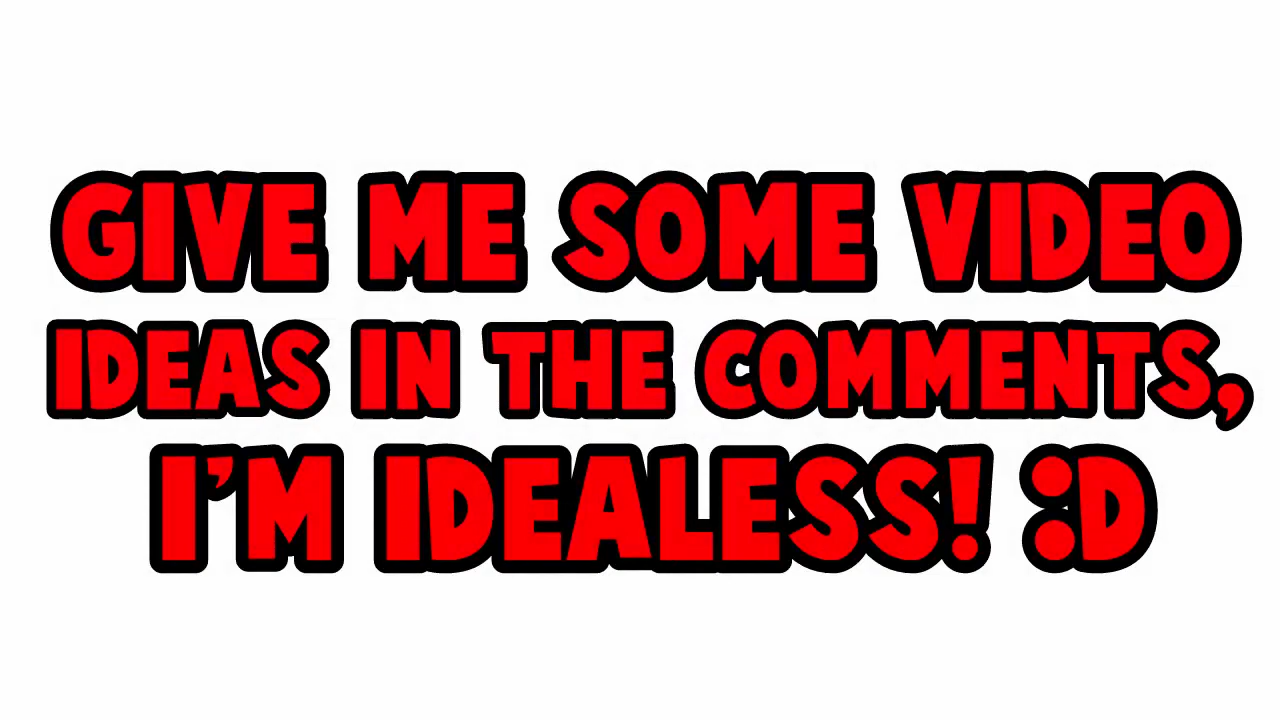 GIVE ME SOME VIDEO
IDEAS IN THE COMMENTS,
I'M IDEALESS! :D